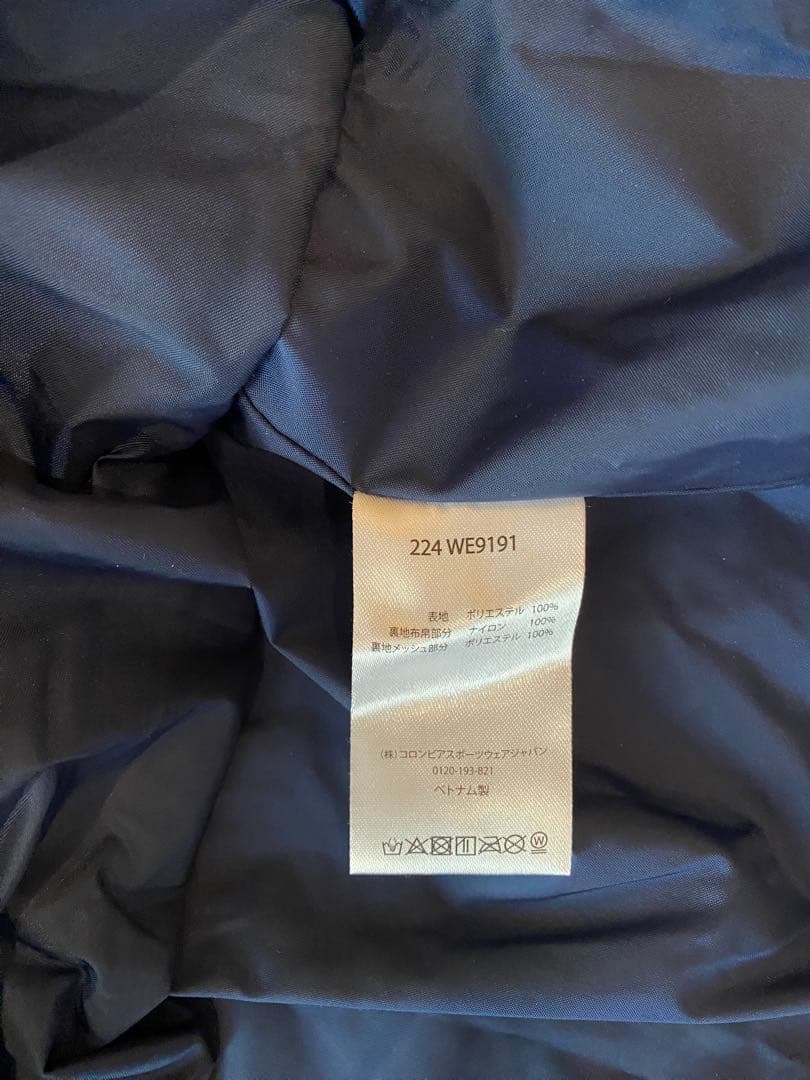 224 WE9191
表地 ポリエステル 100%
裏地布帛部分 ナイロン 100%
裏地メッシュ部分 ポリエステル 100%
(株)コロンビアスポーツウェアジャパン
0120-193-821
ベトナム製